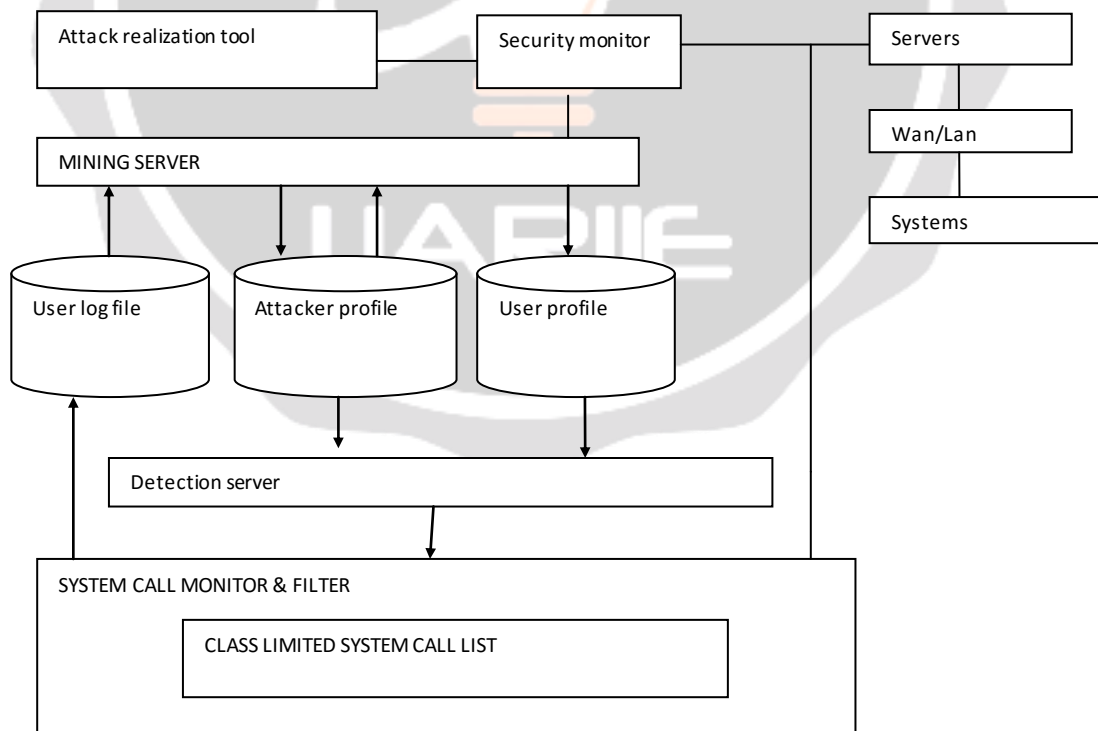 Attack realization tool
Security monitor
Servers
Wan/Lan
MINING SERVER
Systems
IJARIIE
User log file
Attacker profile
User profile
Detection server
SYSTEM CALL MONITOR & FILTER
CLASS LIMITED SYSTEM CALL LIST